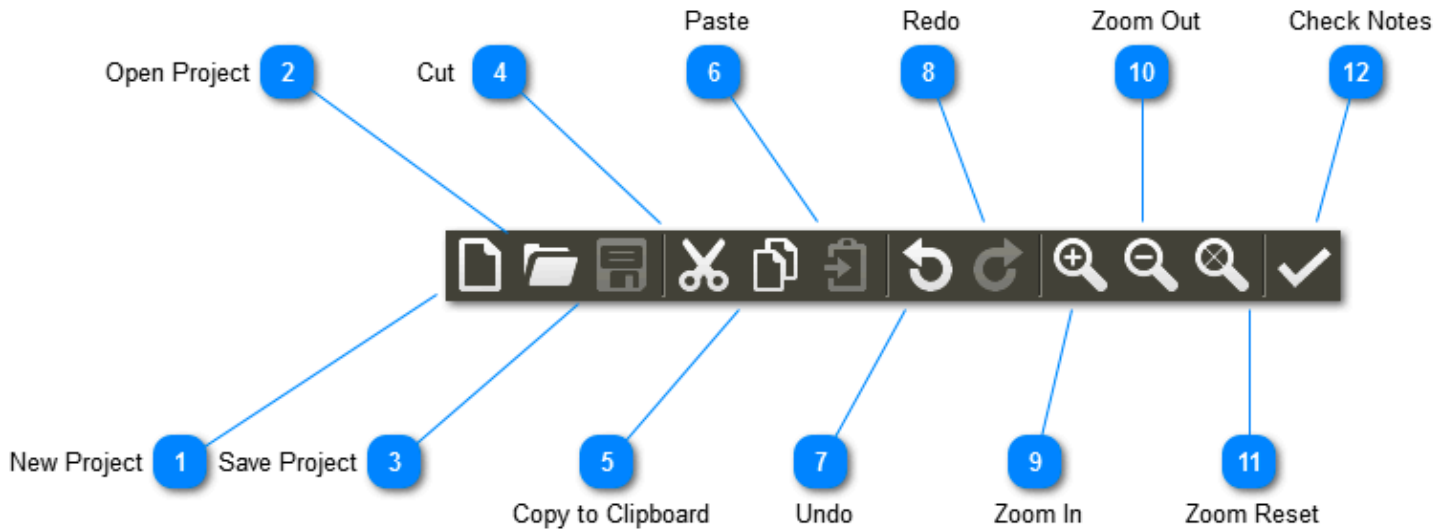 Paste
Redo
Zoom Out
Check Notes
Open Project 2
Cut 4
6
8
10
12
New Project 1
Save Project 3
5
7
9
11
Copy to Clipboard
Undo
Zoom In
Zoom Reset